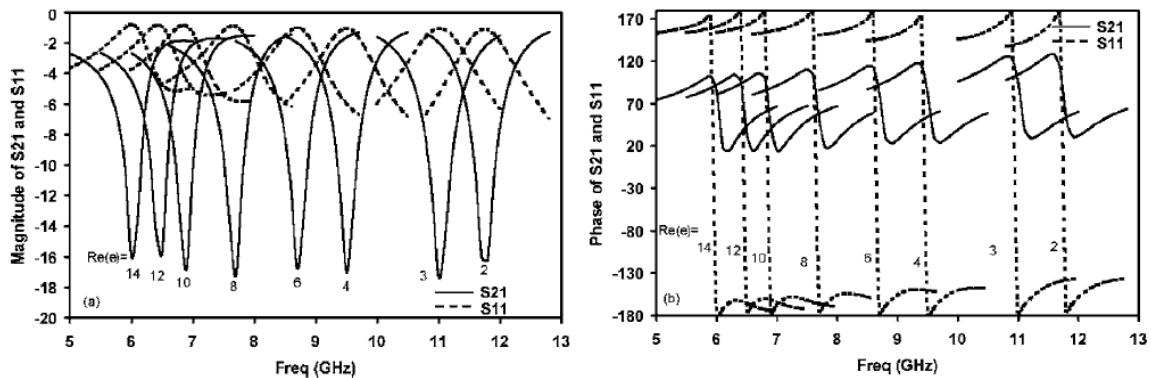 Magnitude of S21 and S11
0
-2
-4
-6
-8
-10
-12
-14
-16
-18
-20
Re(e)=
14
12
10
8
6
4
3
2
(a)
S21
S11
5 6 7 8 9 10 11 12 13
Freq (GHz)
Phase of S21 and S11
170
120
70
20
-30
-80
-130
-180
S21
S11
Re(e)=
14
12
10
8
6
4
3
2
(b)
5 6 7 8 9 10 11 12 13
Freq (GHz)